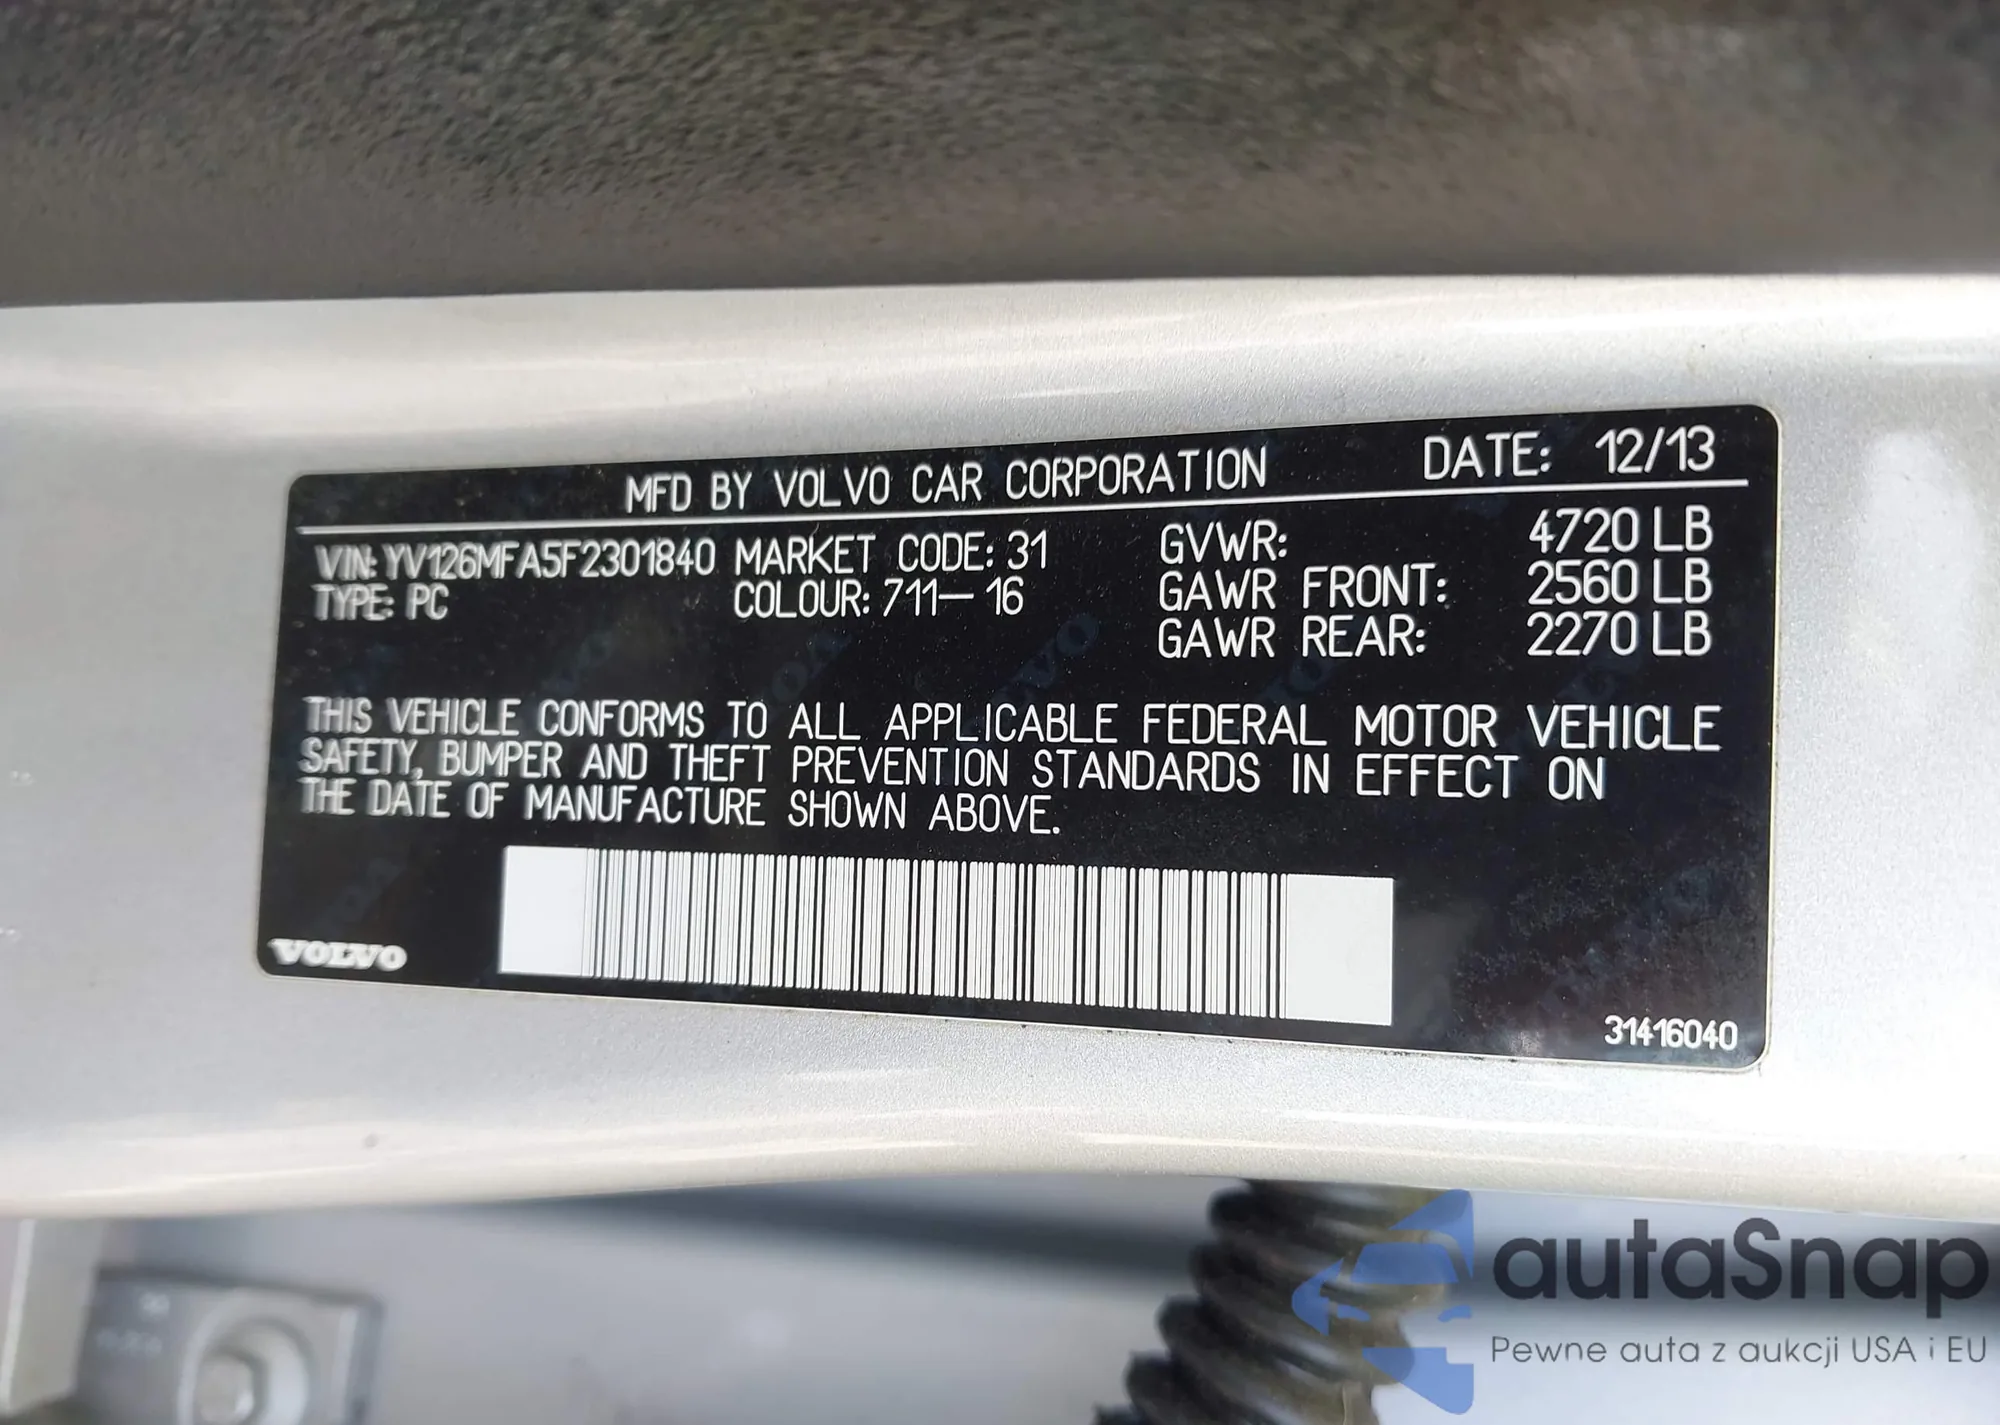 MFD BY VOLVO CAR CORPORATION DATE: 12/13
VIN: YV126MFA5F2301840 MARKET CODE: 31 GVWR: 4720 LB
TYPE: PC COLOUR: 711-16 GAWR FRONT: 2560 LB
GAWR REAR: 2270 LB
THIS VEHICLE CONFORMS TO ALL APPLICABLE FEDERAL MOTOR VEHICLE
SAFETY, BUMPER AND THEFT PREVENTION STANDARDS IN EFFECT ON
THE DATE OF MANUFACTURE SHOWN ABOVE.
VOLVO
31416040
autaSnap
Pewne auta z aukcji USA i EU